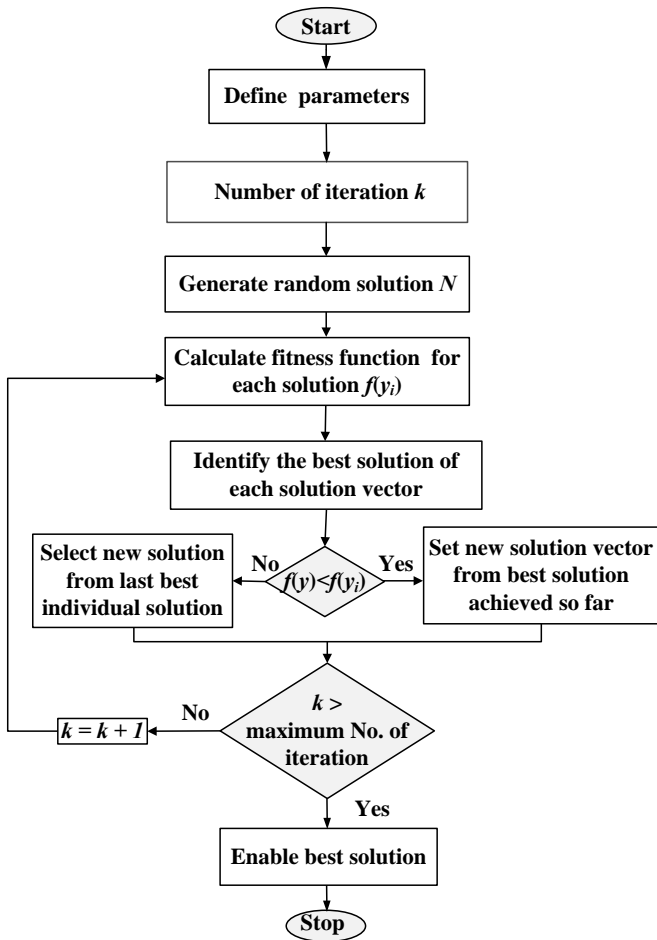 Start
Define parameters
Number of iteration k
Generate random solution N
Calculate fitness function for
each solution f(yᵢ)
Identify the best solution of
each solution vector
Select new solution
from last best
individual solution
No
f(y)<f(yᵢ)
Yes
Set new solution vector
from best solution
achieved so far
k >
maximum No. of
iteration
No
k = k + 1
Yes
Enable best solution
Stop